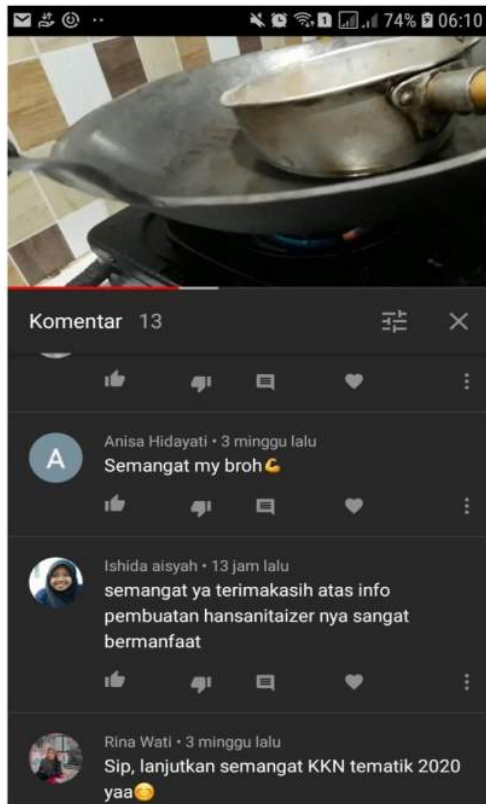 74% 06:10
Komentar 13
Anisa Hidayati • 3 minggu lalu
Semangat my broh💪
A
Ishida aisyah • 13 jam lalu
semangat ya terimakasih atas info
pembuatan hansanitaizer nya sangat
bermanfaat
Rina Wati • 3 minggu lalu
Sip, lanjutkan semangat KKN tematik 2020
yaa😊